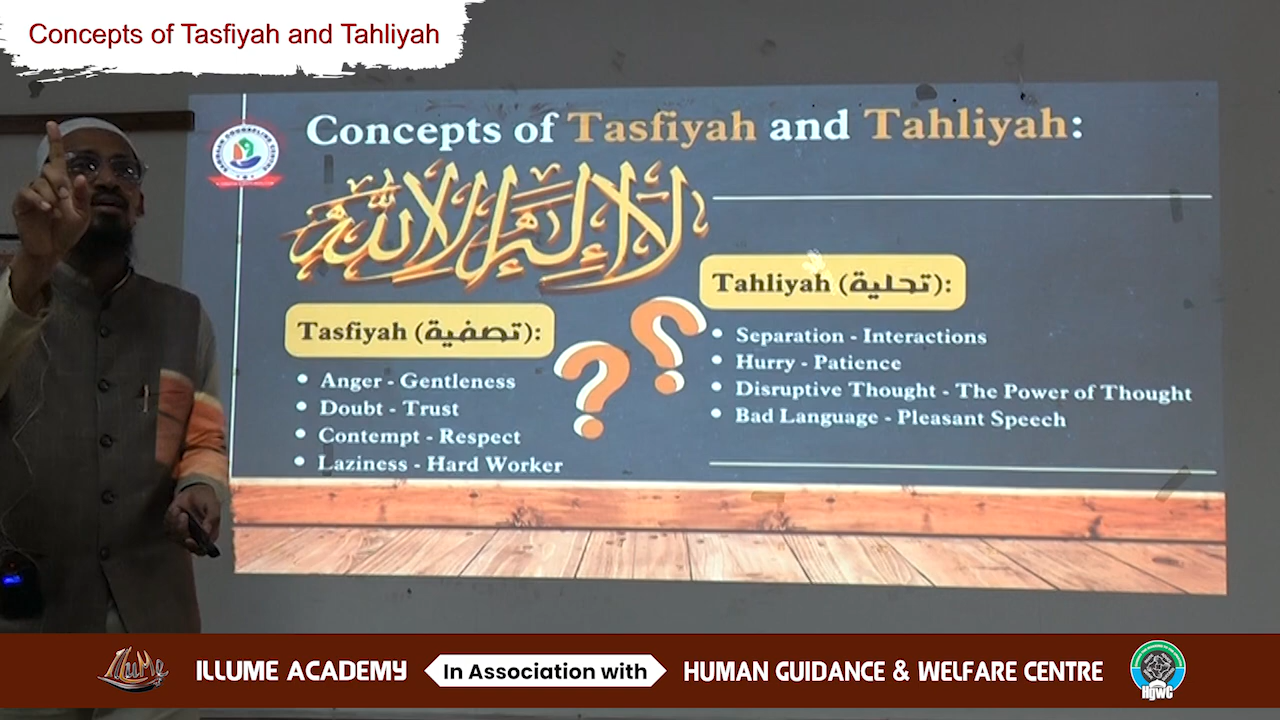 Concepts of Tasfiyah and Tahliyah
Concepts of Tasfiyah and Tahliyah:
لا إله إلا الله
Tasfiyah (تصفية):
• Anger - Gentleness
• Doubt - Trust
• Contempt - Respect
• Laziness - Hard Worker
??
Tahliyah (تحلية):
• Separation - Interactions
• Hurry - Patience
• Disruptive Thought - The Power of Thought
• Bad Language - Pleasant Speech
ILLUME ACADEMY In Association with HUMAN GUIDANCE & WELFARE CENTRE
HGWC